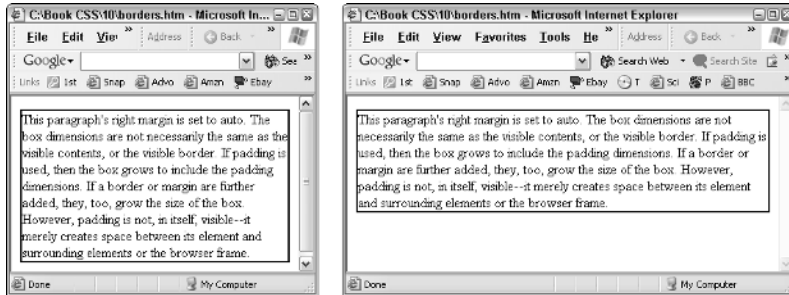 C:\Book CSS\10\borders.htm - Microsoft In...
File Edit Vie » Address Back »
Google Sea »
Links 1st Snap Advo Amzn Ebay »
This paragraph's right margin is set to auto. The
box dimensions are not necessarily the same as the
visible contents, or the visible border. If padding is
used, then the box grows to include the padding
dimensions. If a border or margin are further
added, they, too, grow the size of the box.
However, padding is not, in itself, visible--it
merely creates space between its element and
surrounding elements or the browser frame.
Done My Computer
C:\Book CSS\10\borders.htm - Microsoft Internet Explorer
File Edit View Favorites Tools He » Address Back »
Google Search Web Search Site »
Links 1st Snap Advo Amzn Ebay T Sci P BBC »
This paragraph's right margin is set to auto. The box dimensions are not
necessarily the same as the visible contents, or the visible border. If padding is
used, then the box grows to include the padding dimensions. If a border or
margin are further added, they, too, grow the size of the box. However,
padding is not, in itself, visible--it merely creates space between its element
and surrounding elements or the browser frame.
Done My Computer